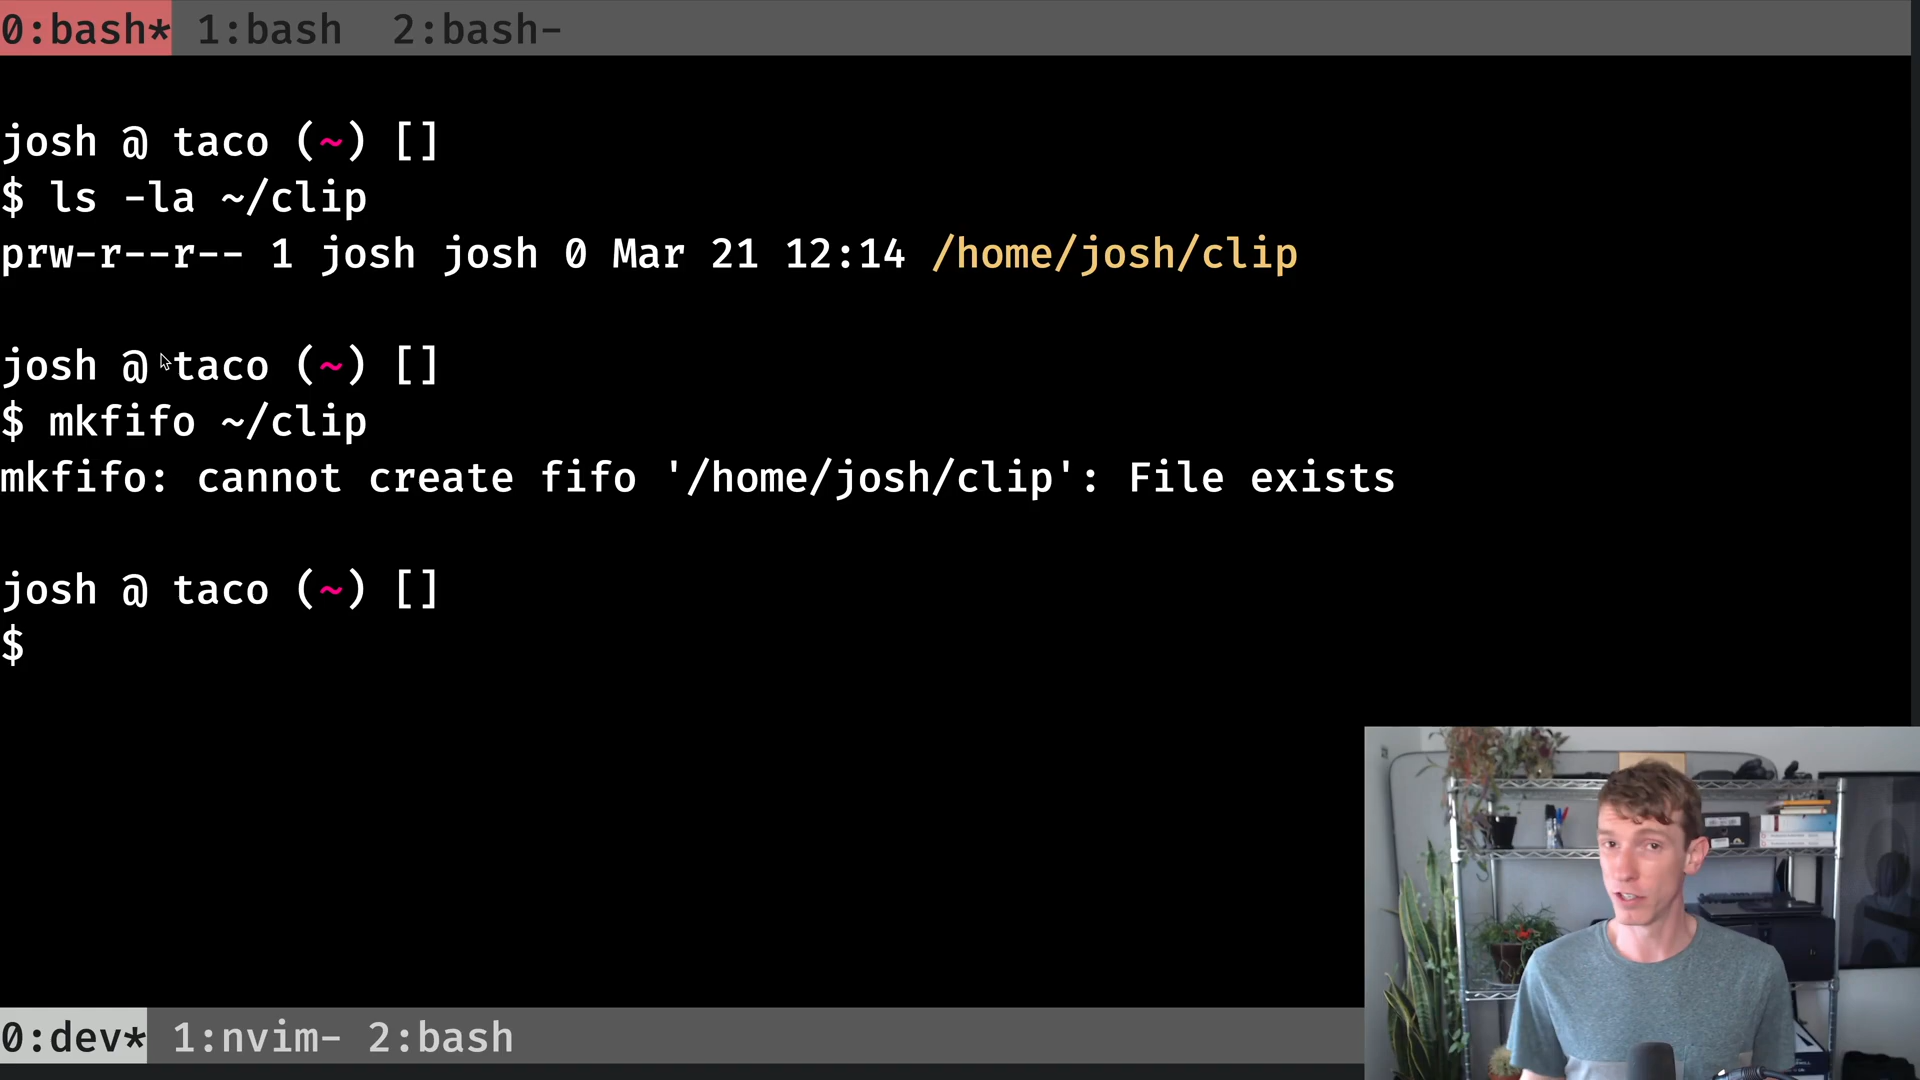 0:bash* 1:bash 2:bash-
josh @ taco (~) []
$ ls -la ~/clip
prw-r--r-- 1 josh josh 0 Mar 21 12:14 /home/josh/clip
josh @ taco (~) []
$ mkfifo ~/clip
mkfifo: cannot create fifo '/home/josh/clip': File exists
josh @ taco (~) []
$
0:dev* 1:nvim- 2:bash